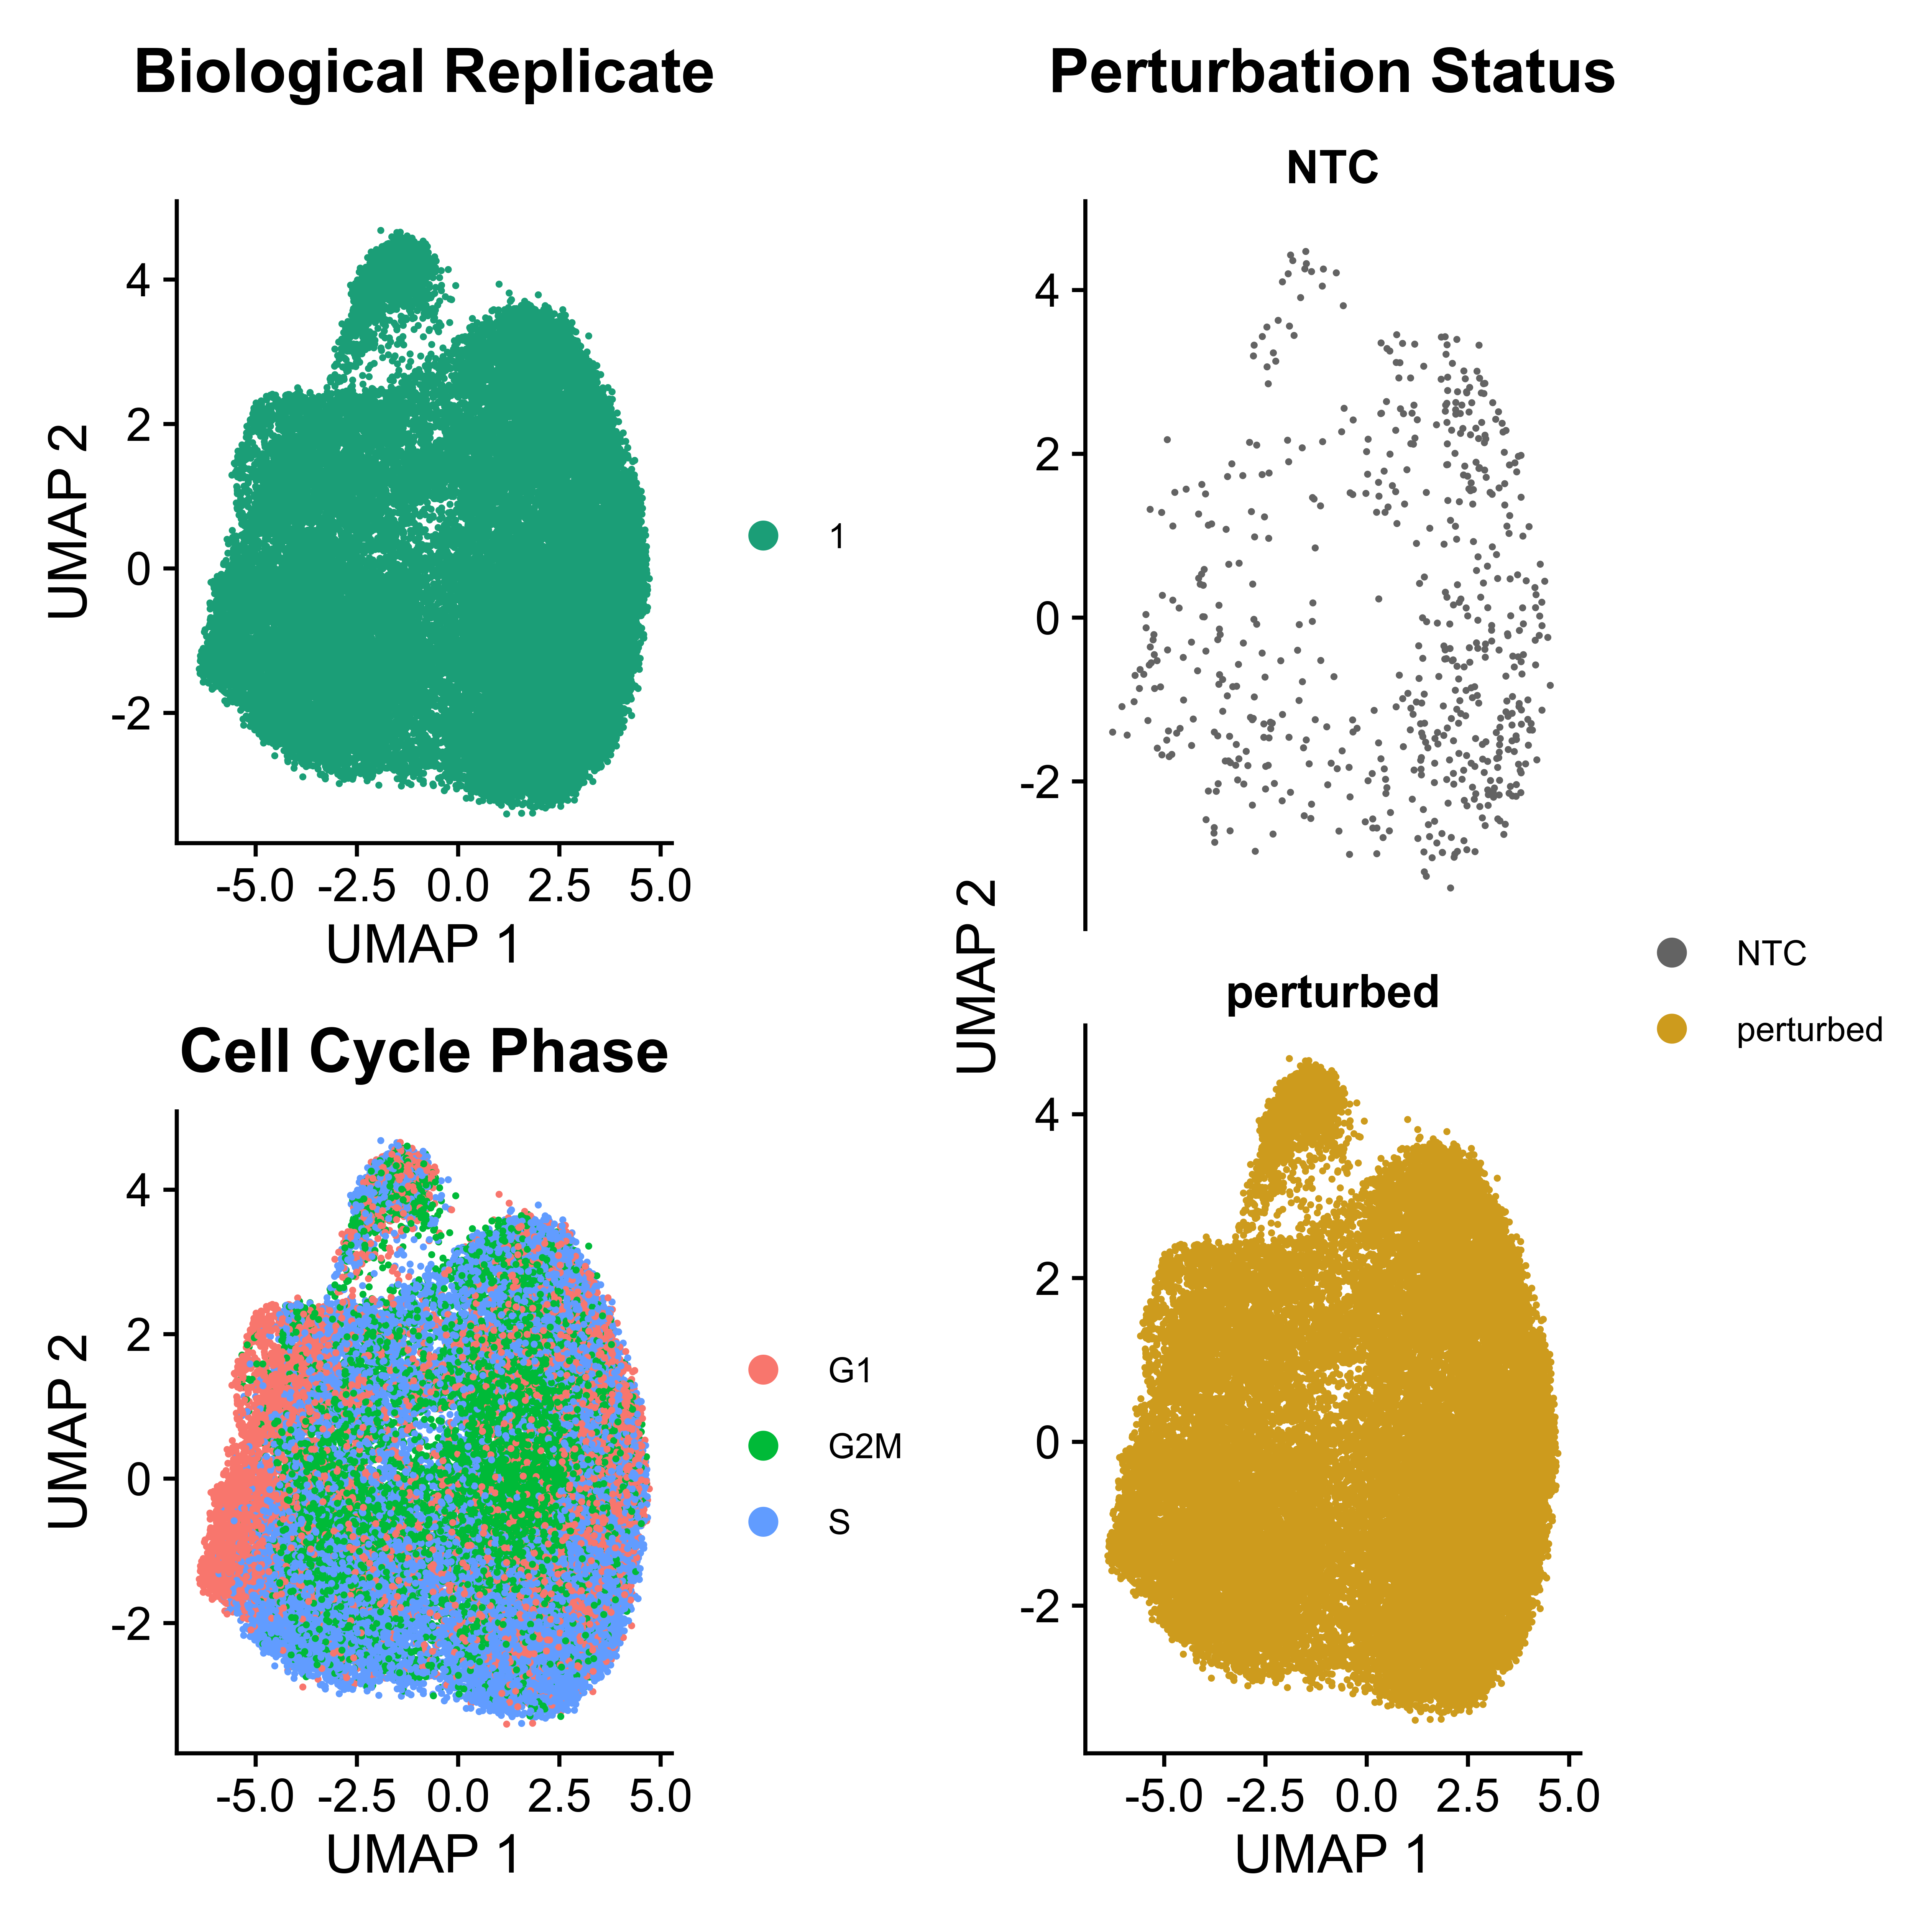 Biological Replicate
4
2
0
-2
-5.0 -2.5 0.0 2.5 5.0
UMAP 1
UMAP 2
1
Cell Cycle Phase
4
2
0
-2
-5.0 -2.5 0.0 2.5 5.0
UMAP 1
UMAP 2
G1
G2M
S
Perturbation Status
NTC
4
2
0
-2
UMAP 2
perturbed
4
2
0
-2
-5.0 -2.5 0.0 2.5 5.0
UMAP 1
NTC
perturbed